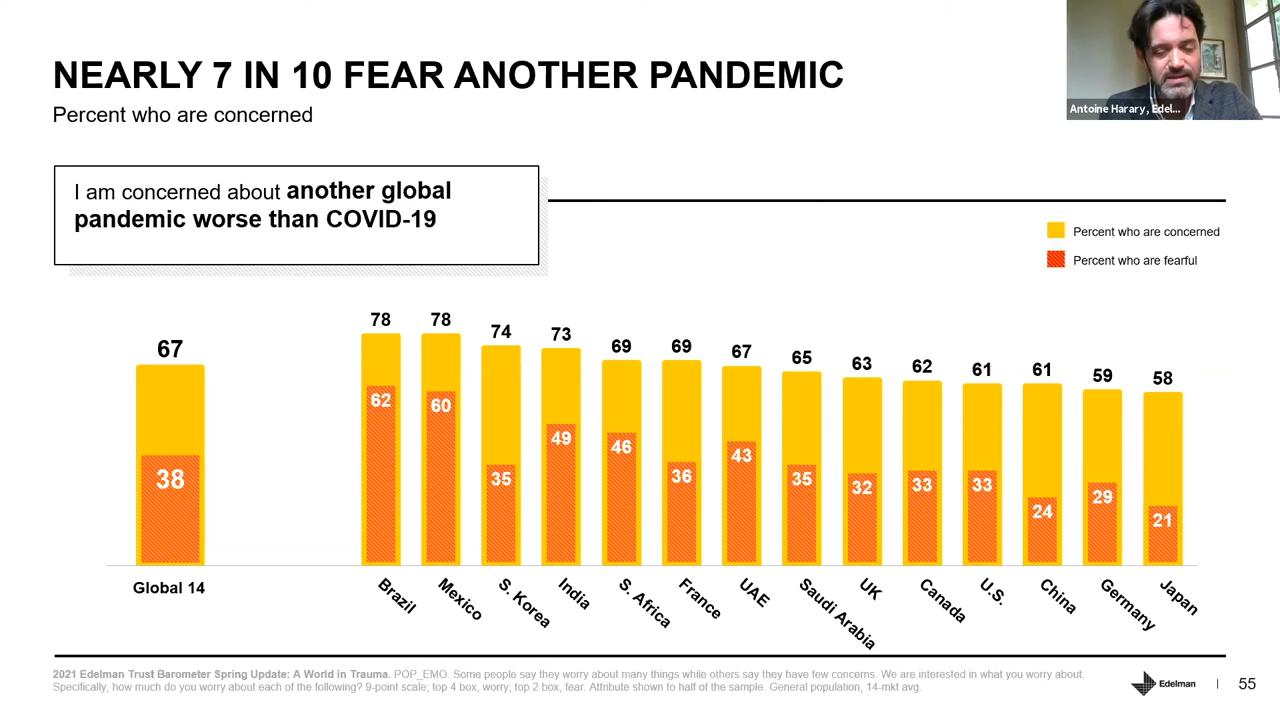 NEARLY 7 IN 10 FEAR ANOTHER PANDEMIC
Percent who are concerned
Antoine Harary, Edel...
I am concerned about another global
pandemic worse than COVID-19
Percent who are concerned
Percent who are fearful
67
38
Global 14
78 78 74 73 69 69 67 65 63 62 61 61 59 58
62 60 35 49 46 36 43 35 32 33 33 24 29 21
Brazil Mexico S. Korea India S. Africa France UAE Saudi Arabia UK Canada U.S. China Germany Japan
2021 Edelman Trust Barometer Spring Update: A World in Trauma. POP_EMO. Some people say they worry about many things while others say they have few concerns. We are interested in what you worry about.
Specifically, how much do you worry about each of the following? 9-point scale; top 4 box, worry; top 2 box, fear. Attribute shown to half of the sample. General population, 14-mkt avg.
Edelman | 55